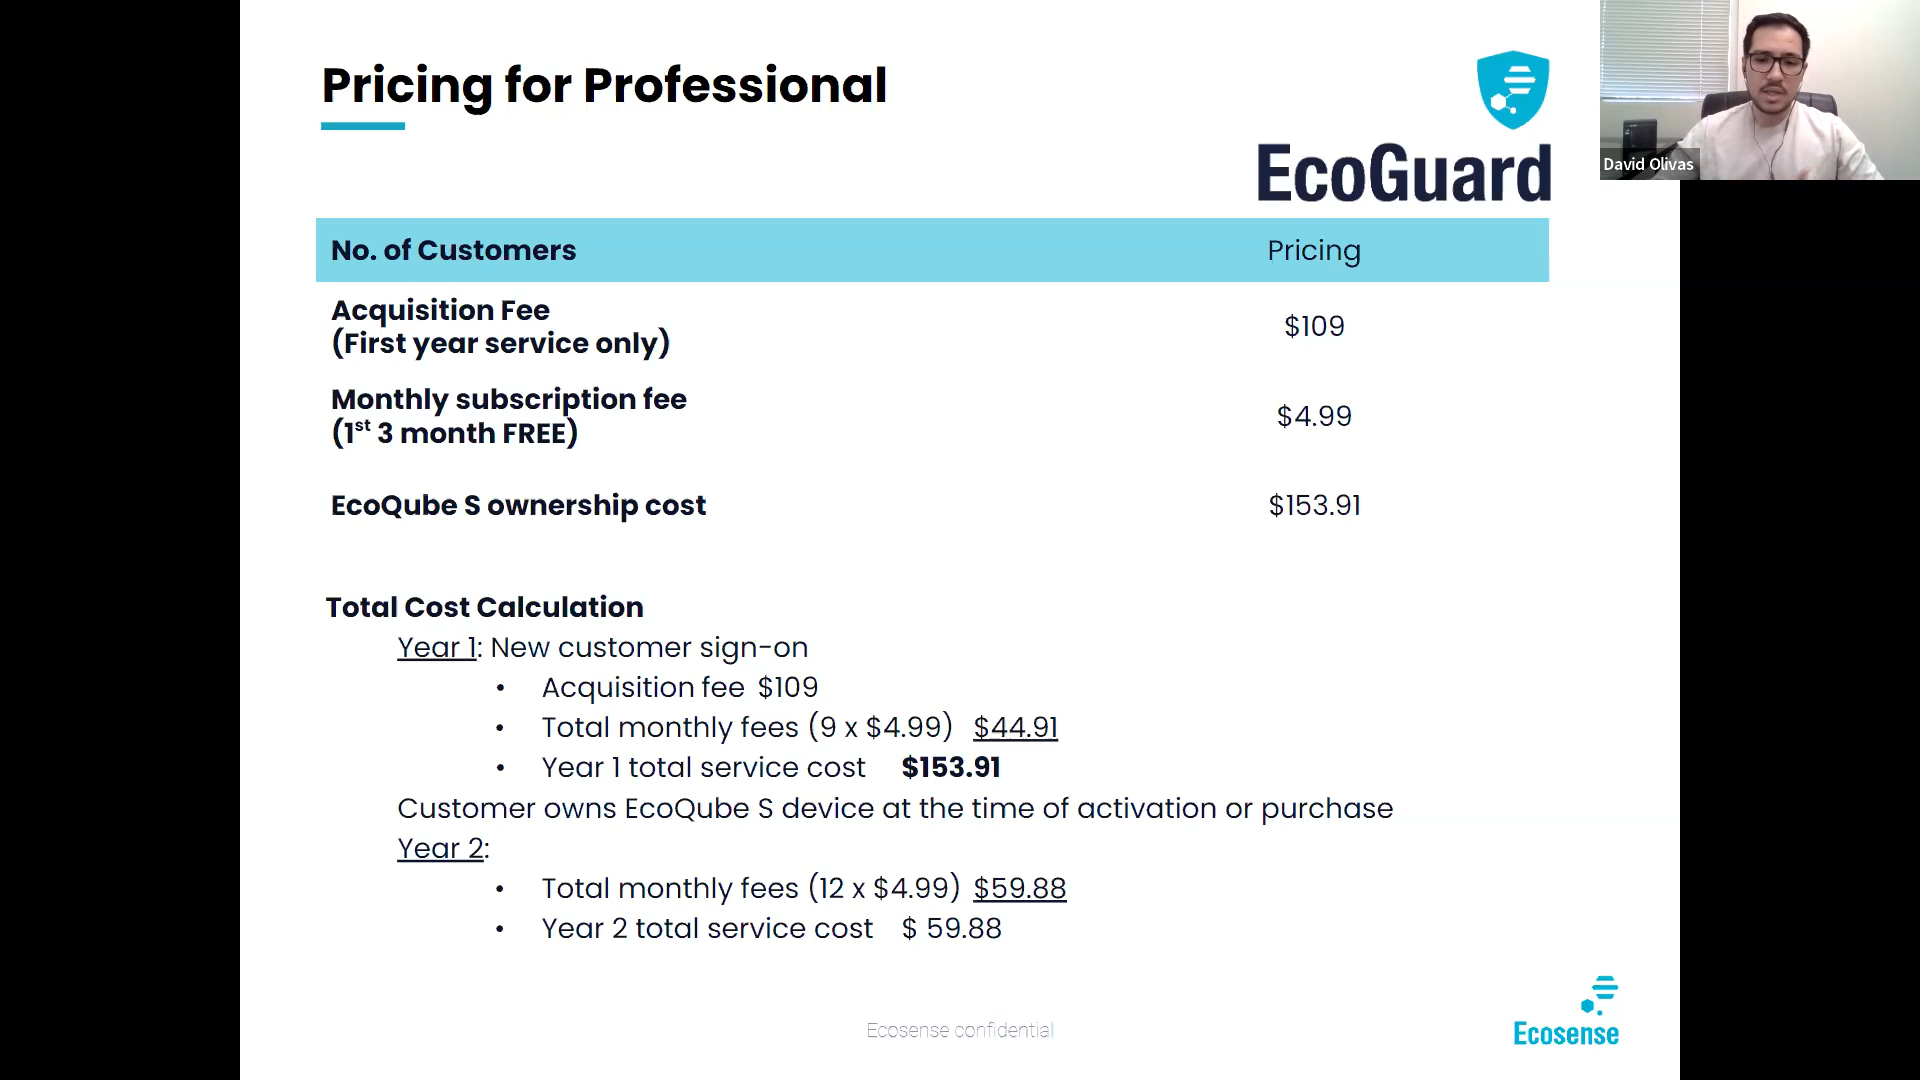 Pricing for Professional
EcoGuard
David Olivas
No. of Customers Pricing
Acquisition Fee
(First year service only) $109
Monthly subscription fee
(1st 3 month FREE) $4.99
EcoQube S ownership cost $153.91
Total Cost Calculation
Year 1: New customer sign-on
• Acquisition fee $109
• Total monthly fees (9 x $4.99) $44.91
• Year 1 total service cost $153.91
Customer owns EcoQube S device at the time of activation or purchase
Year 2:
• Total monthly fees (12 x $4.99) $59.88
• Year 2 total service cost $ 59.88
Ecosense confidential
Ecosense